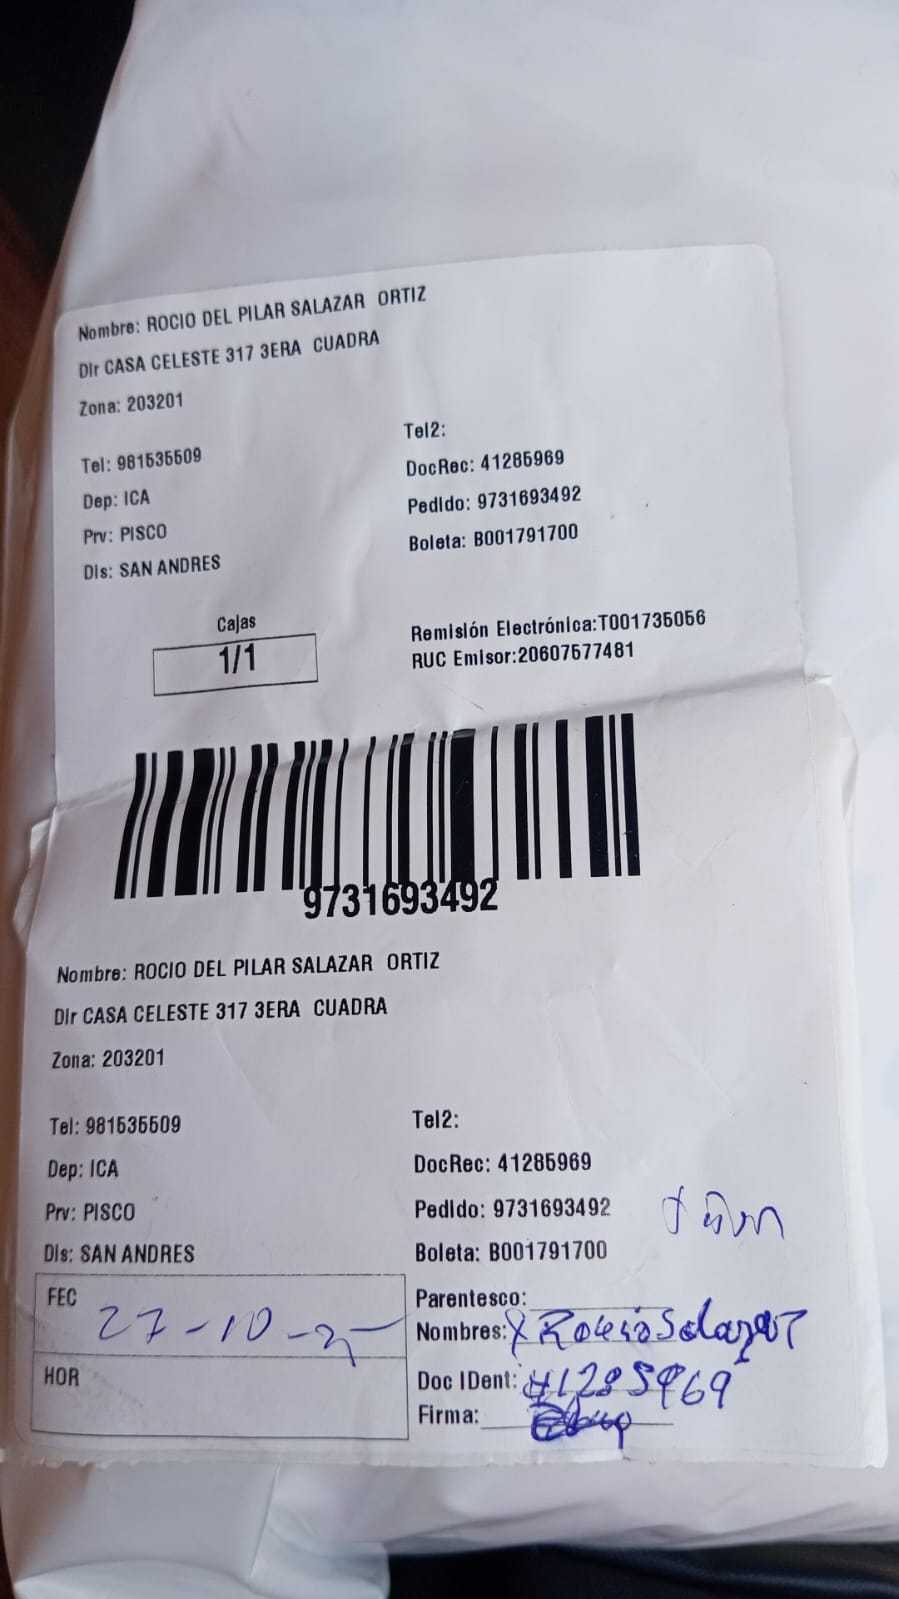 Nombre: ROCIO DEL PILAR SALAZAR ORTIZ
Dir CASA CELESTE 317 3ERA CUADRA
Zona: 203201
Tel: 981535509
Tel2:
Dep: ICA
DocRec: 41285969
Prv: PISCO
Pedido: 9731693492
Dis: SAN ANDRES
Boleta: B001791700
Cajas
1/1
Remisión Electrónica:T001735056
RUC Emisor:20607577481
9731693492
Nombre: ROCIO DEL PILAR SALAZAR ORTIZ
Dir CASA CELESTE 317 3ERA CUADRA
Zona: 203201
Tel: 981535509
Tel2:
Dep: ICA
DocRec: 41285969
Prv: PISCO
Pedido: 9731693492
Dis: SAN ANDRES
Boleta: B001791700
FEC 27-10-
HOR
Parentesco:
Nombres: X Rocio Salazar
Doc IDent: 41285969
Firma: